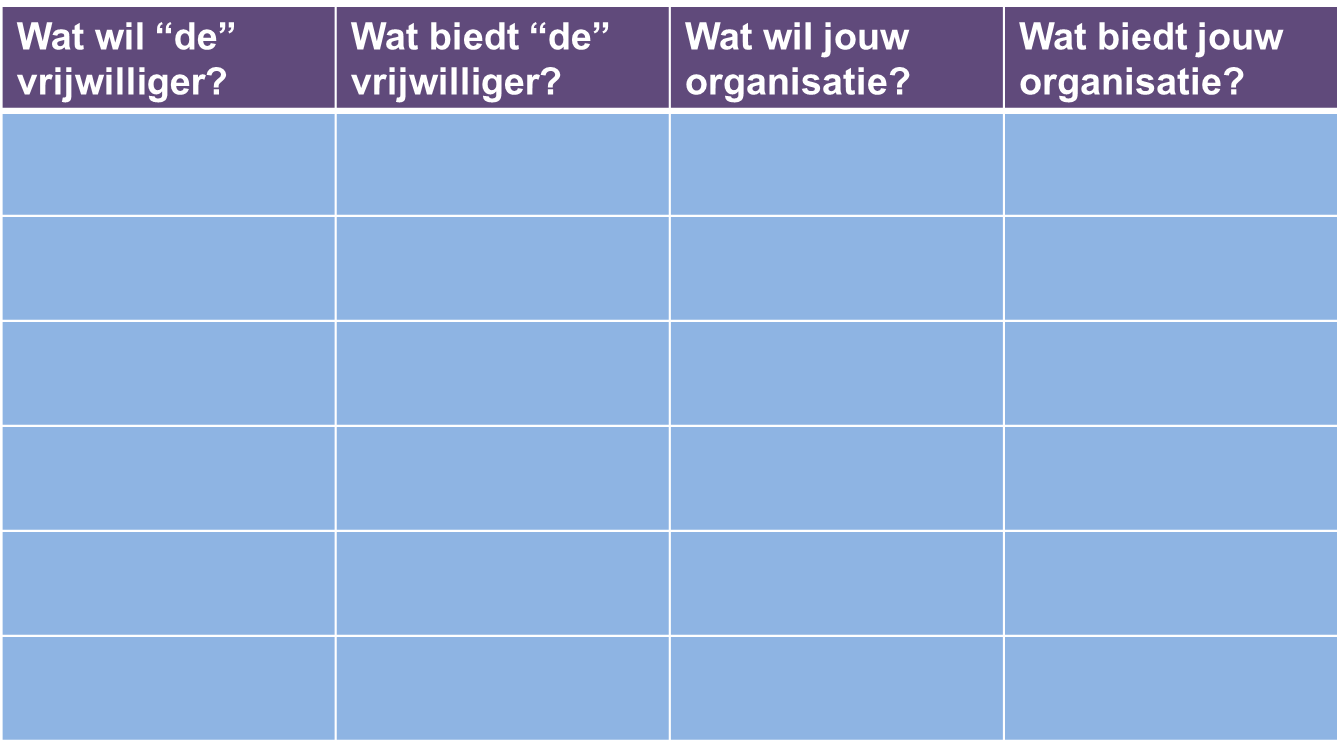 Wat wil “de”
vrijwilliger?
Wat biedt “de”
vrijwilliger?
Wat wil jouw
organisatie?
Wat biedt jouw
organisatie?